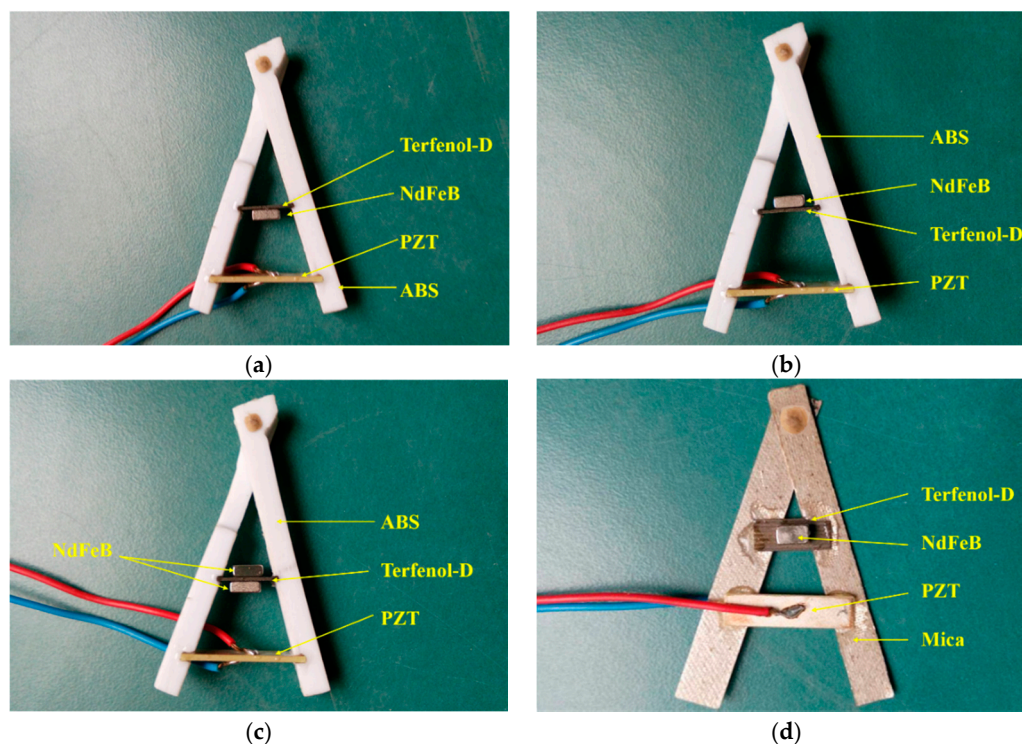 Terfenol-D
NdFeB
PZT
ABS
(a)
ABS
NdFeB
Terfenol-D
PZT
(b)
ABS
NdFeB
Terfenol-D
PZT
(c)
Terfenol-D
NdFeB
PZT
Mica
(d)